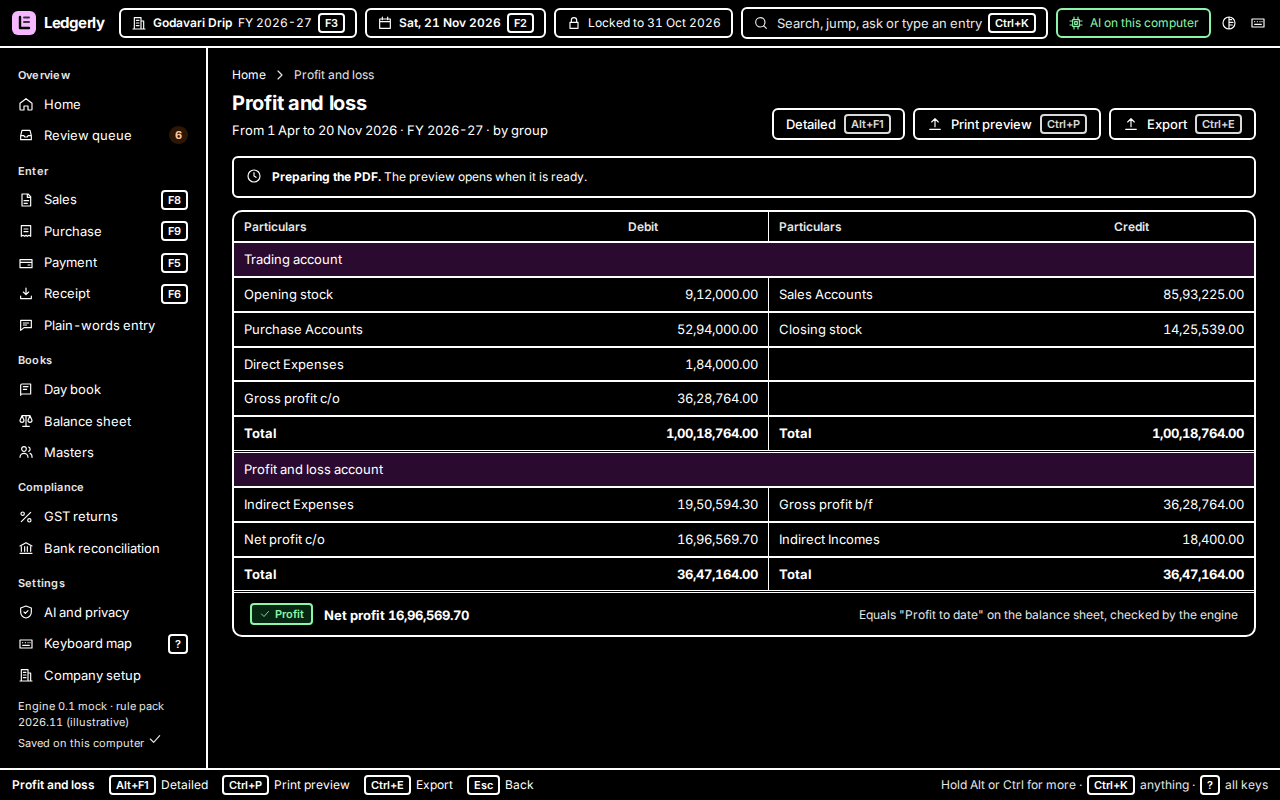 Ledgerly
Godavari Drip FY 2026-27 F3
Sat, 21 Nov 2026 F2
Locked to 31 Oct 2026
Search, jump, ask or type an entry Ctrl+K
AI on this computer
Overview
Home
Review queue 6
Enter
Sales F8
Purchase F9
Payment F5
Receipt F6
Plain-words entry
Books
Day book
Balance sheet
Masters
Compliance
GST returns
Bank reconciliation
Settings
AI and privacy
Keyboard map ?
Company setup
Engine 0.1 mock · rule pack
2026.11 (illustrative)
Saved on this computer
Home Profit and loss
Profit and loss
From 1 Apr to 20 Nov 2026 · FY 2026-27 · by group
Detailed Alt+F1
Print preview Ctrl+P
Export Ctrl+E
Preparing the PDF. The preview opens when it is ready.
Particulars Debit Particulars Credit
Trading account
Opening stock 9,12,000.00 Sales Accounts 85,93,225.00
Purchase Accounts 52,94,000.00 Closing stock 14,25,539.00
Direct Expenses 1,84,000.00
Gross profit c/o 36,28,764.00
Total 1,00,18,764.00 Total 1,00,18,764.00
Profit and loss account
Indirect Expenses 19,50,594.30 Gross profit b/f 36,28,764.00
Net profit c/o 16,96,569.70 Indirect Incomes 18,400.00
Total 36,47,164.00 Total 36,47,164.00
Profit Net profit 16,96,569.70 Equals "Profit to date" on the balance sheet, checked by the engine
Profit and loss Alt+F1 Detailed Ctrl+P Print preview Ctrl+E Export Esc Back
Hold Alt or Ctrl for more · Ctrl+K anything · ? all keys